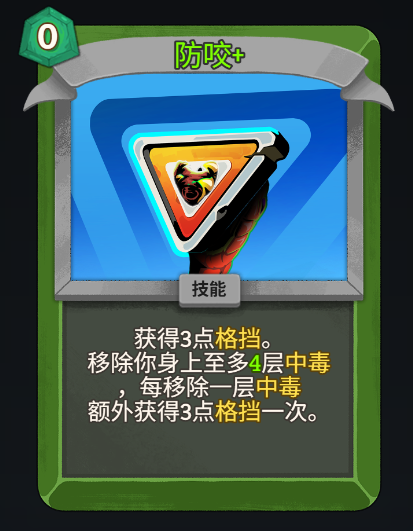 0
防咬+
技能
获得3点格挡。
移除你身上至多4层中毒
，每移除一层中毒
额外获得3点格挡一次。